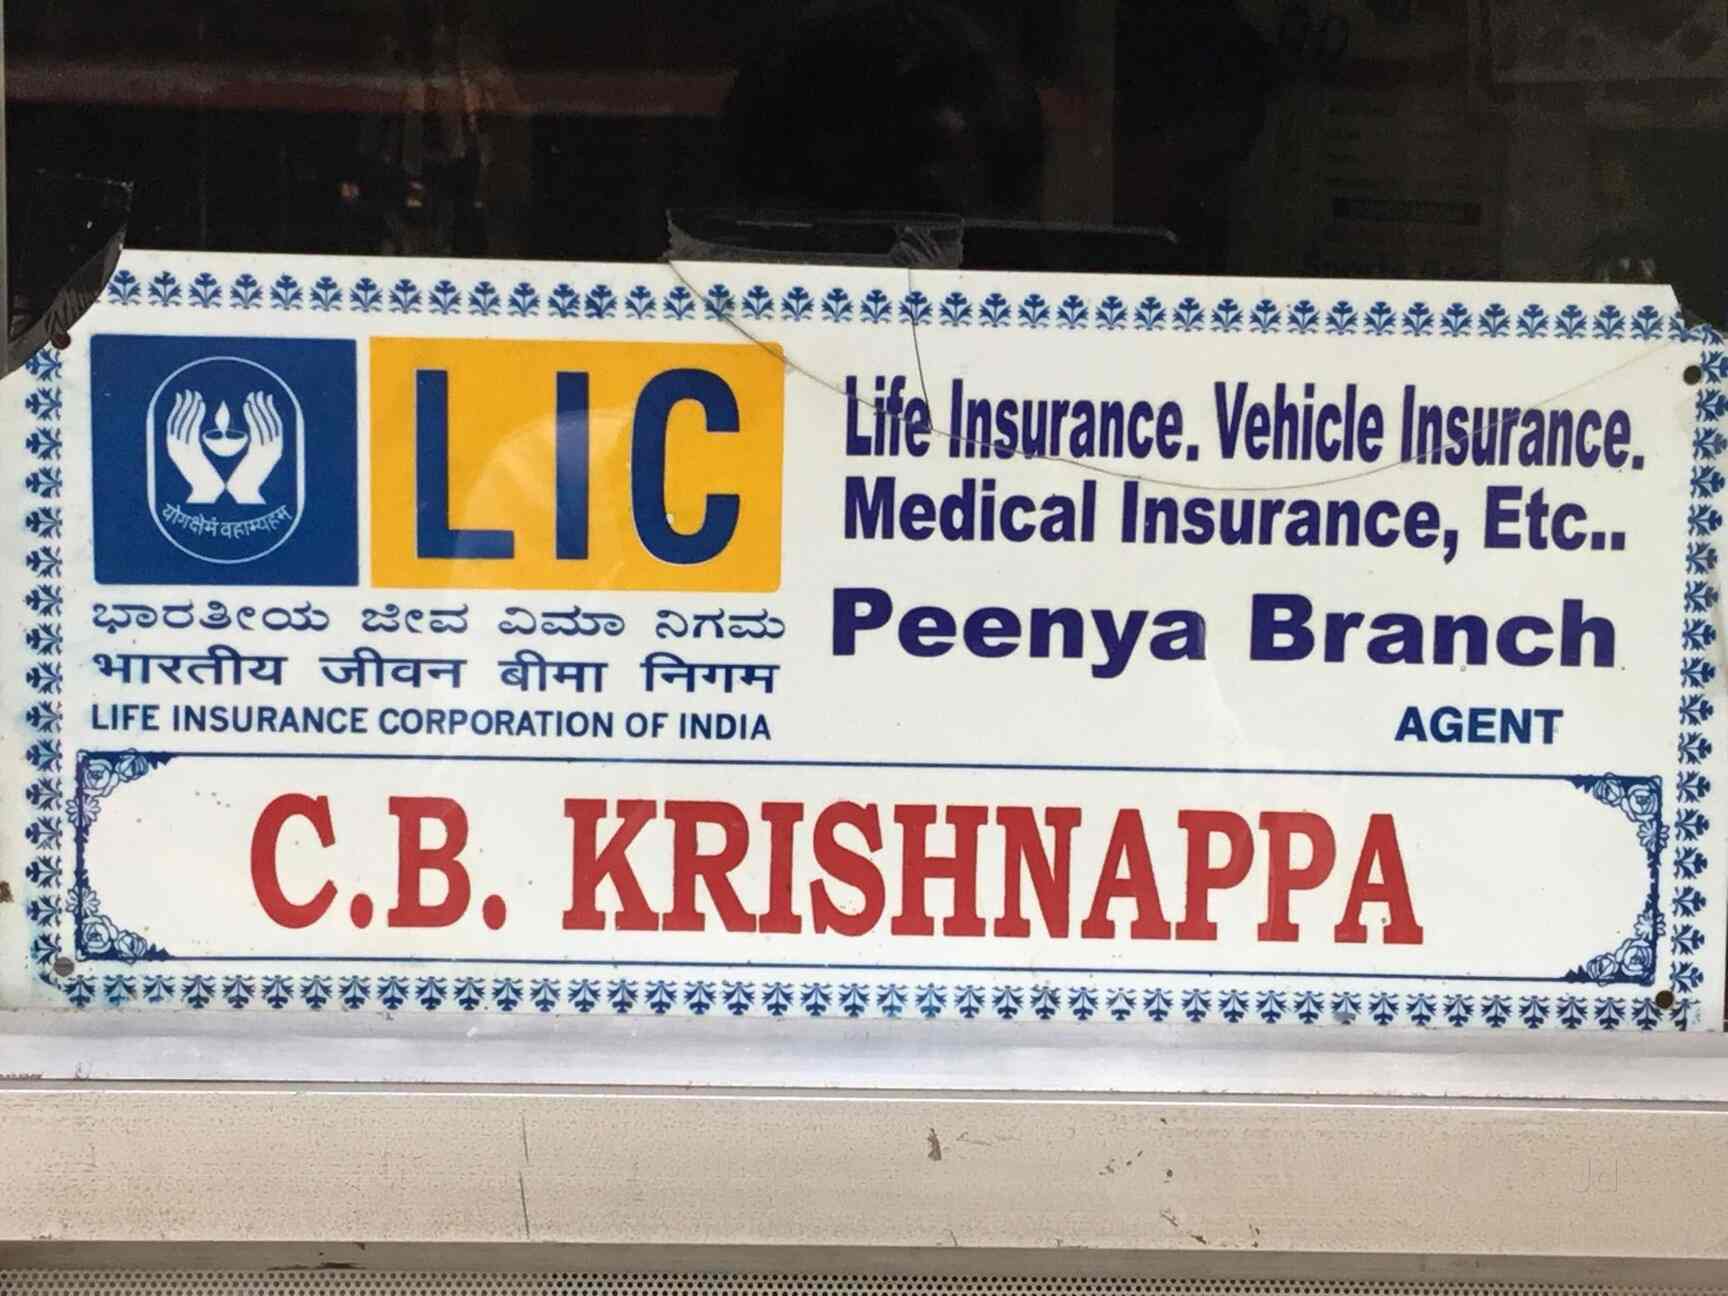 योगक्षेमं वहाम्यहम्
LIC
ಭಾರತೀಯ ಜೀವ ವಿಮಾ ನಿಗಮ
भारतीय जीवन बीमा निगम
LIFE INSURANCE CORPORATION OF INDIA
Life Insurance. Vehicle Insurance.
Medical Insurance, Etc..
Peenya Branch
AGENT
C.B. KRISHNAPPA
Jd